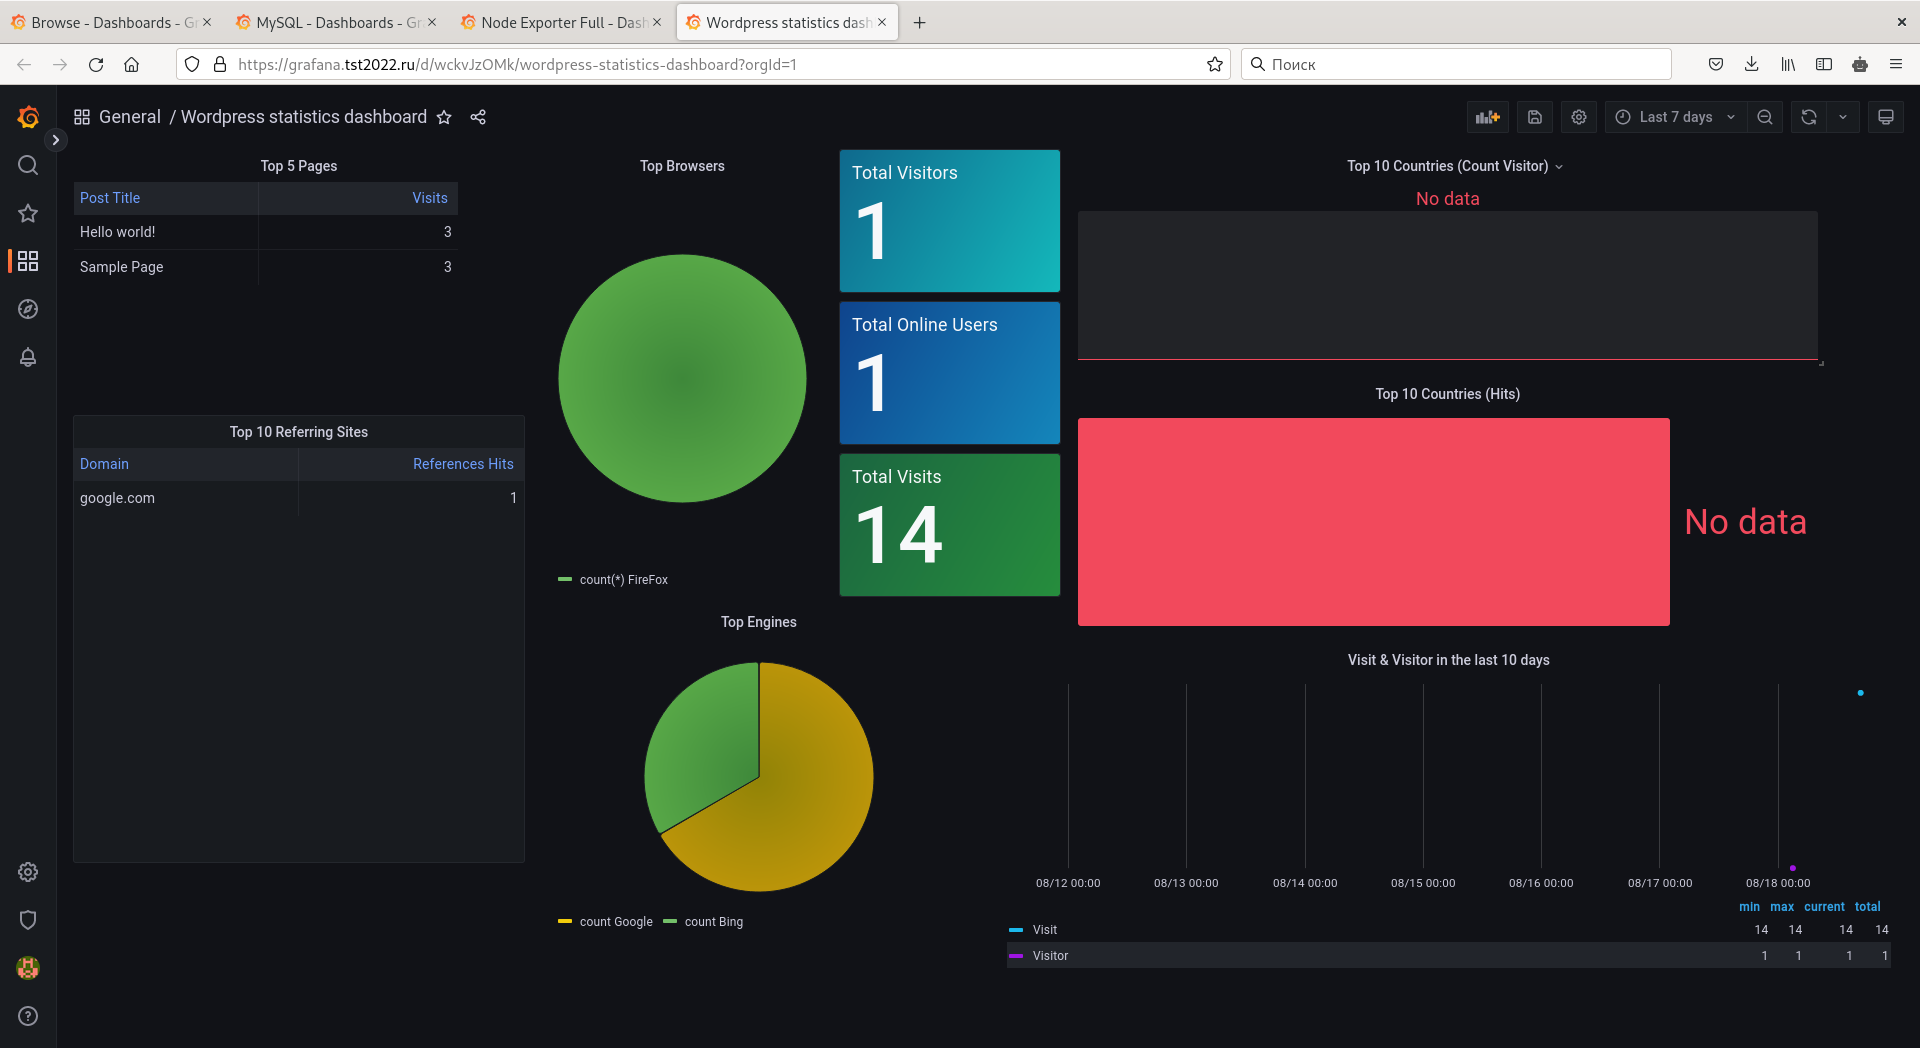 Browse - Dashboards - Gr
MySQL - Dashboards - Gr
Node Exporter Full - Dash
Wordpress statistics dash
https://grafana.tst2022.ru/d/wckvJzOMk/wordpress-statistics-dashboard?orgId=1
Поиск
General / Wordpress statistics dashboard
Last 7 days
Top 5 Pages
Post Title Visits
Hello world! 3
Sample Page 3
Top 10 Referring Sites
Domain References Hits
google.com 1
Top Browsers
count(*) FireFox
Total Visitors
1
Total Online Users
1
Total Visits
14
Top Engines
count Google count Bing
Top 10 Countries (Count Visitor)
No data
Top 10 Countries (Hits)
No data
Visit & Visitor in the last 10 days
08/12 00:00 08/13 00:00 08/14 00:00 08/15 00:00 08/16 00:00 08/17 00:00 08/18 00:00
min max current total
Visit 14 14 14 14
Visitor 1 1 1 1